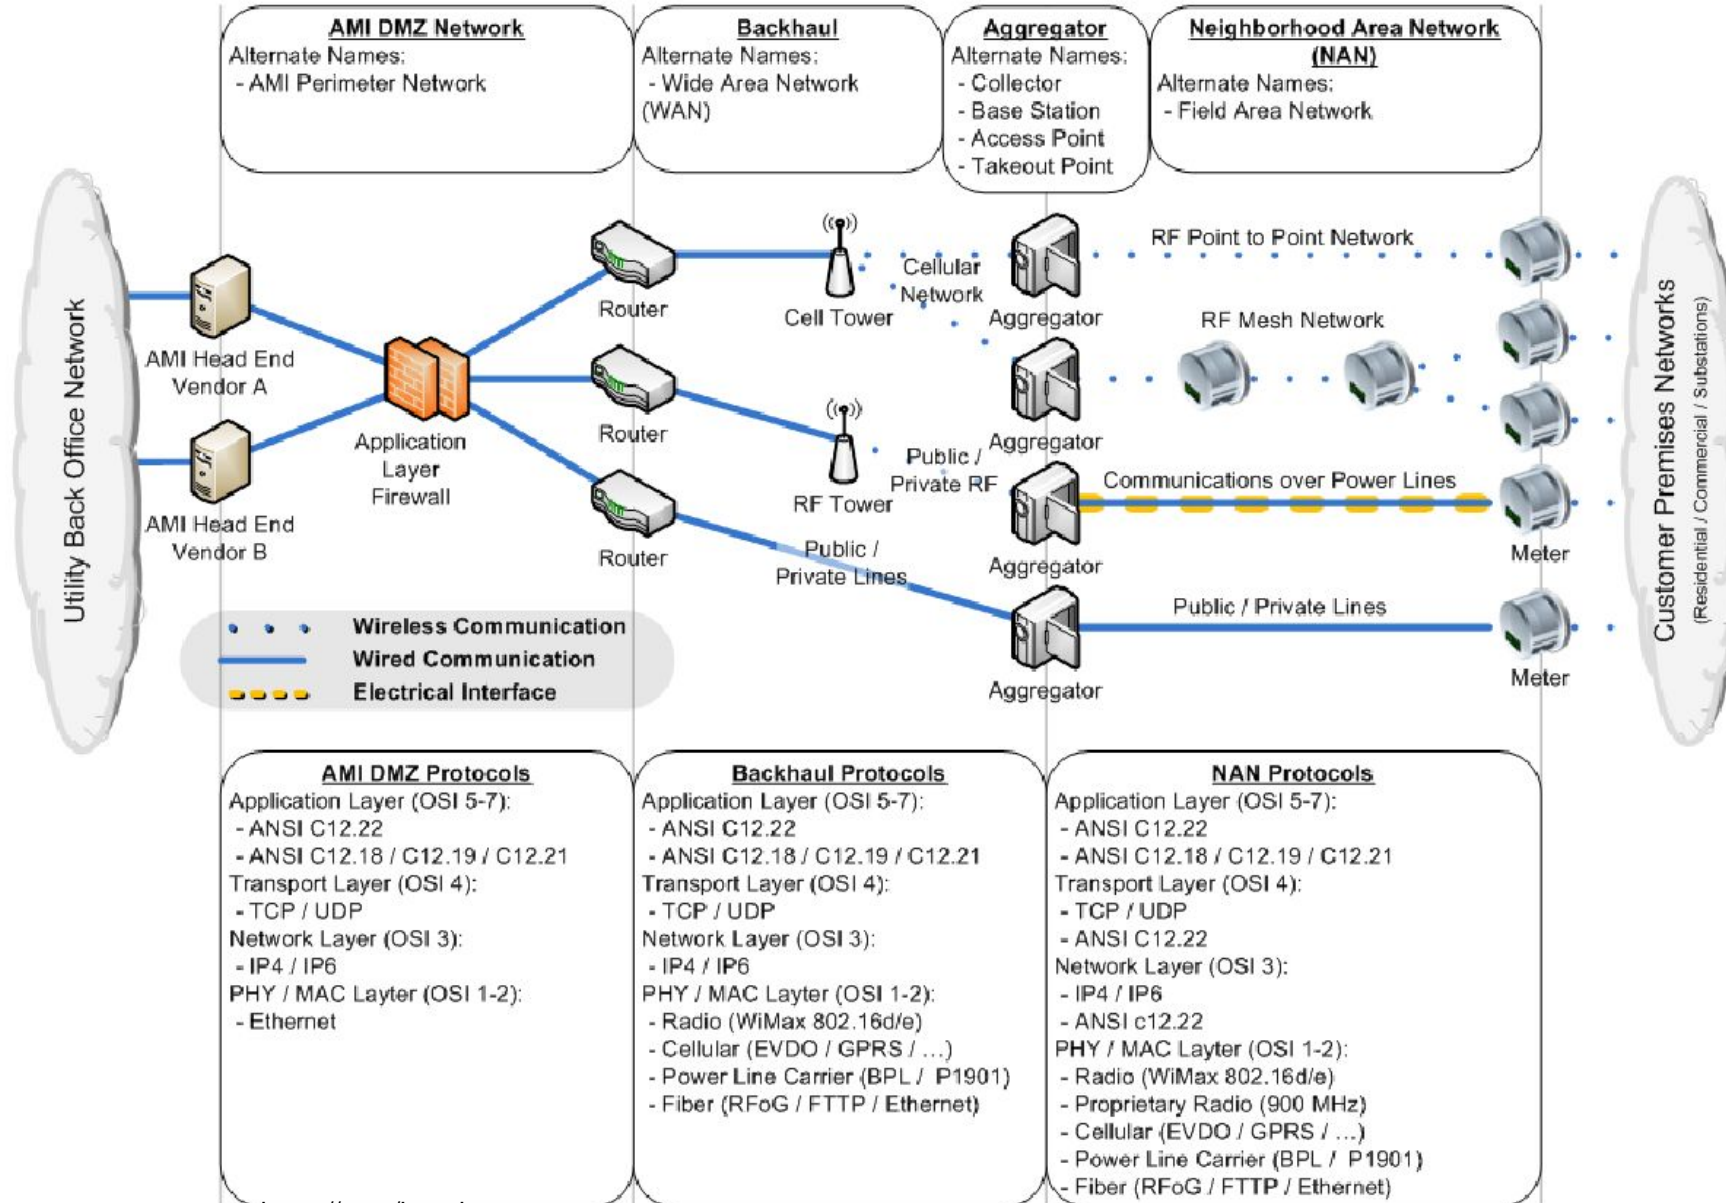 AMI DMZ Network
Alternate Names:
- AMI Perimeter Network
Backhaul
Alternate Names:
- Wide Area Network
(WAN)
Aggregator
Alternate Names:
- Collector
- Base Station
- Access Point
- Takeout Point
Neighborhood Area Network
(NAN)
Alternate Names:
- Field Area Network
Utility Back Office Network
AMI Head End
Vendor A
AMI Head End
Vendor B
Application
Layer
Firewall
Router
Router
Router
Cell Tower
RF Tower
Cellular
Network
Public /
Private RF
Public /
Private Lines
Aggregator
Aggregator
Aggregator
Aggregator
RF Point to Point Network
RF Mesh Network
Communications over Power Lines
Public / Private Lines
Meter
Meter
Customer Premises Networks
(Residential / Commercial / Substations)
Wireless Communication
Wired Communication
Electrical Interface
AMI DMZ Protocols
Application Layer (OSI 5-7):
- ANSI C12.22
- ANSI C12.18 / C12.19 / C12.21
Transport Layer (OSI 4):
- TCP / UDP
Network Layer (OSI 3):
- IP4 / IP6
PHY / MAC Layter (OSI 1-2):
- Ethernet
Backhaul Protocols
Application Layer (OSI 5-7):
- ANSI C12.22
- ANSI C12.18 / C12.19 / C12.21
Transport Layer (OSI 4):
- TCP / UDP
Network Layer (OSI 3):
- IP4 / IP6
PHY / MAC Layter (OSI 1-2):
- Radio (WiMax 802.16d/e)
- Cellular (EVDO / GPRS / ...)
- Power Line Carrier (BPL / P1901)
- Fiber (RFoG / FTTP / Ethernet)
NAN Protocols
Application Layer (OSI 5-7):
- ANSI C12.22
- ANSI C12.18 / C12.19 / C12.21
Transport Layer (OSI 4):
- TCP / UDP
- ANSI C12.22
Network Layer (OSI 3):
- IP4 / IP6
- ANSI c12.22
PHY / MAC Layter (OSI 1-2):
- Radio (WiMax 802.16d/e)
- Proprietary Radio (900 MHz)
- Cellular (EVDO / GPRS / ...)
- Power Line Carrier (BPL / P1901)
- Fiber (RFoG / FTTP / Ethernet)